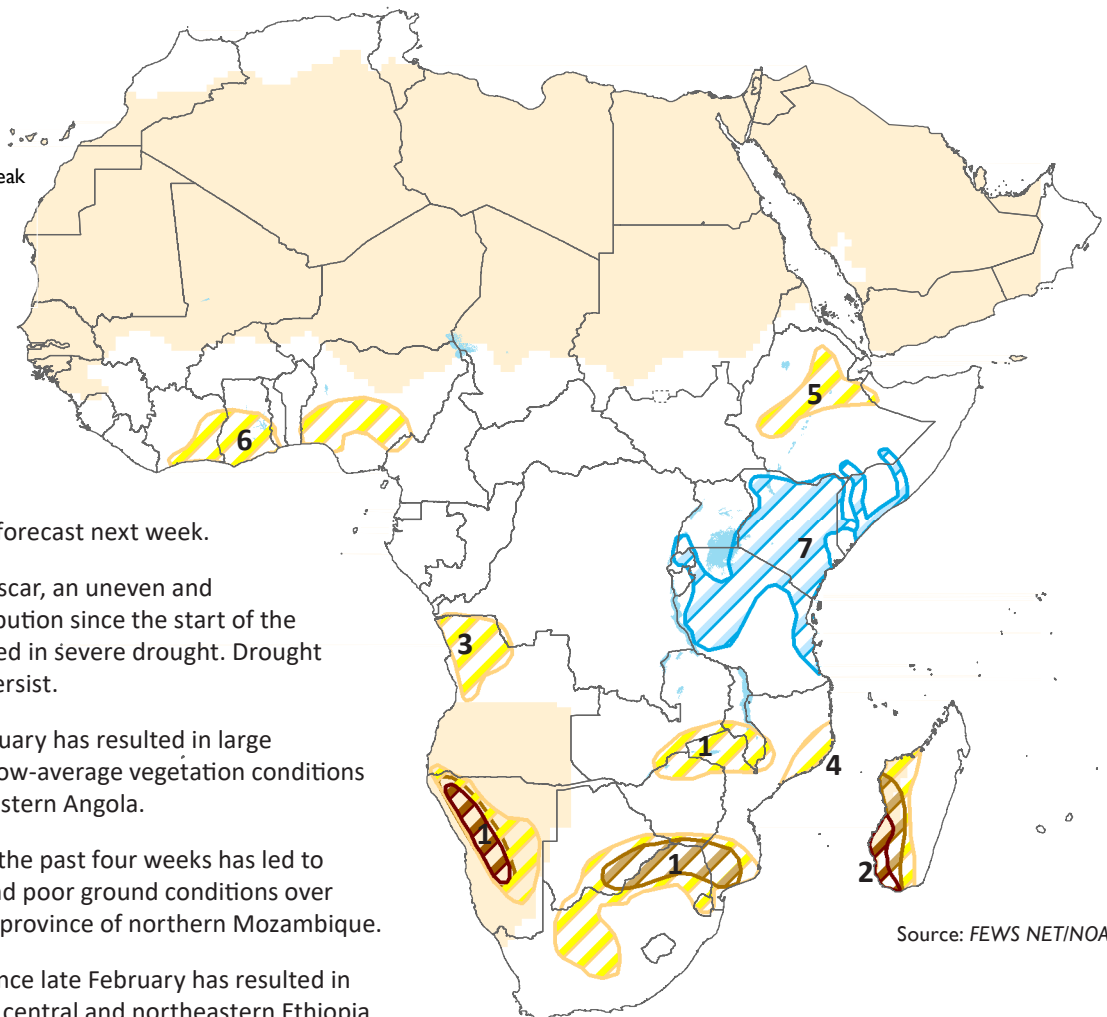 eak
5
6
forecast next week.
7
scar, an uneven and
bution since the start of the
ed in severe drought. Drought
ersist.
3
uary has resulted in large
ow-average vegetation conditions
stern Angola.
1
4
the past four weeks has led to
nd poor ground conditions over
province of northern Mozambique.
1
1
2
Source: FEWS NET/NOA
nce late February has resulted in
central and northeastern Ethiopia